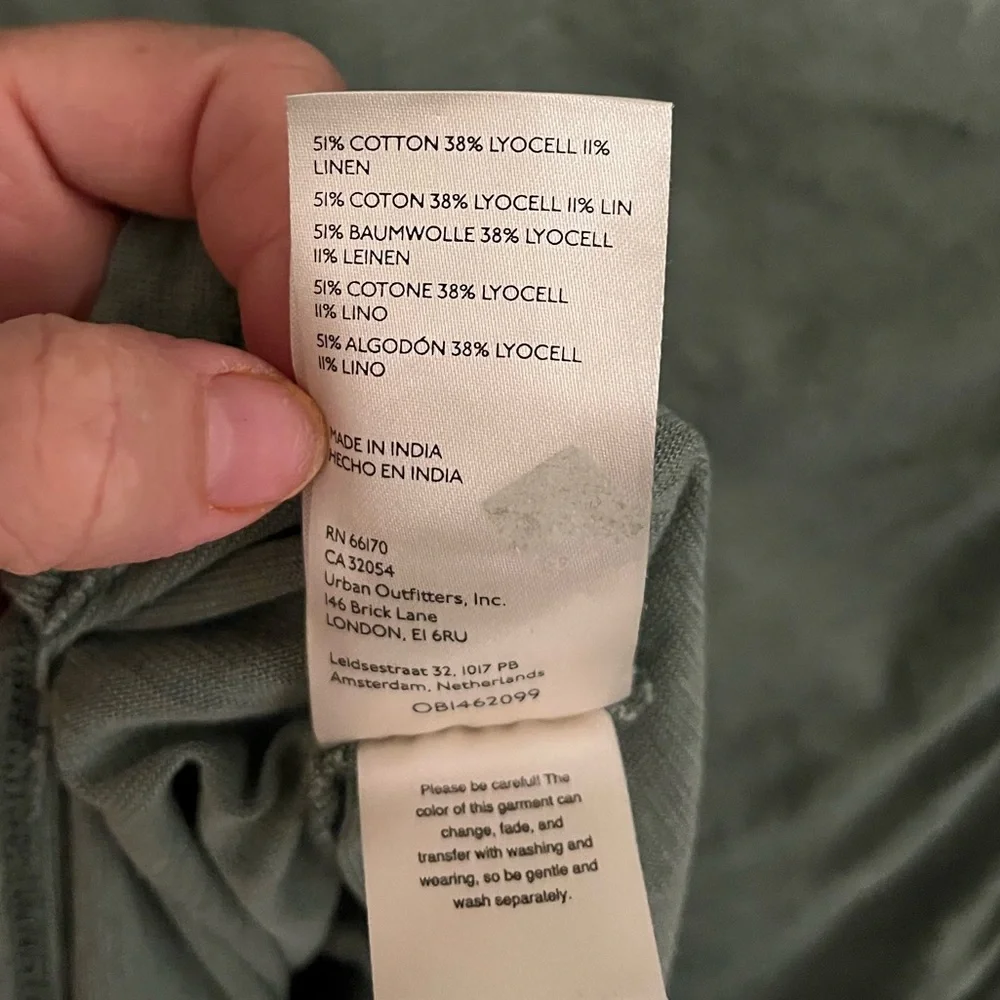 51% COTTON 38% LYOCELL 11%
LINEN
51% COTON 38% LYOCELL 11% LIN
51% BAUMWOLLE 38% LYOCELL
11% LEINEN
51% COTONE 38% LYOCELL
11% LINO
51% ALGODÓN 38% LYOCELL
11% LINO
MADE IN INDIA
HECHO EN INDIA
RN 66170
CA 32054
Urban Outfitters, Inc.
146 Brick Lane
LONDON, E1 6RU
Leidsestraat 32, 1017 PB
Amsterdam, Netherlands
OB1462099
Please be careful! The
color of this garment can
change, fade, and
transfer with washing and
wearing, so be gentle and
wash separately.